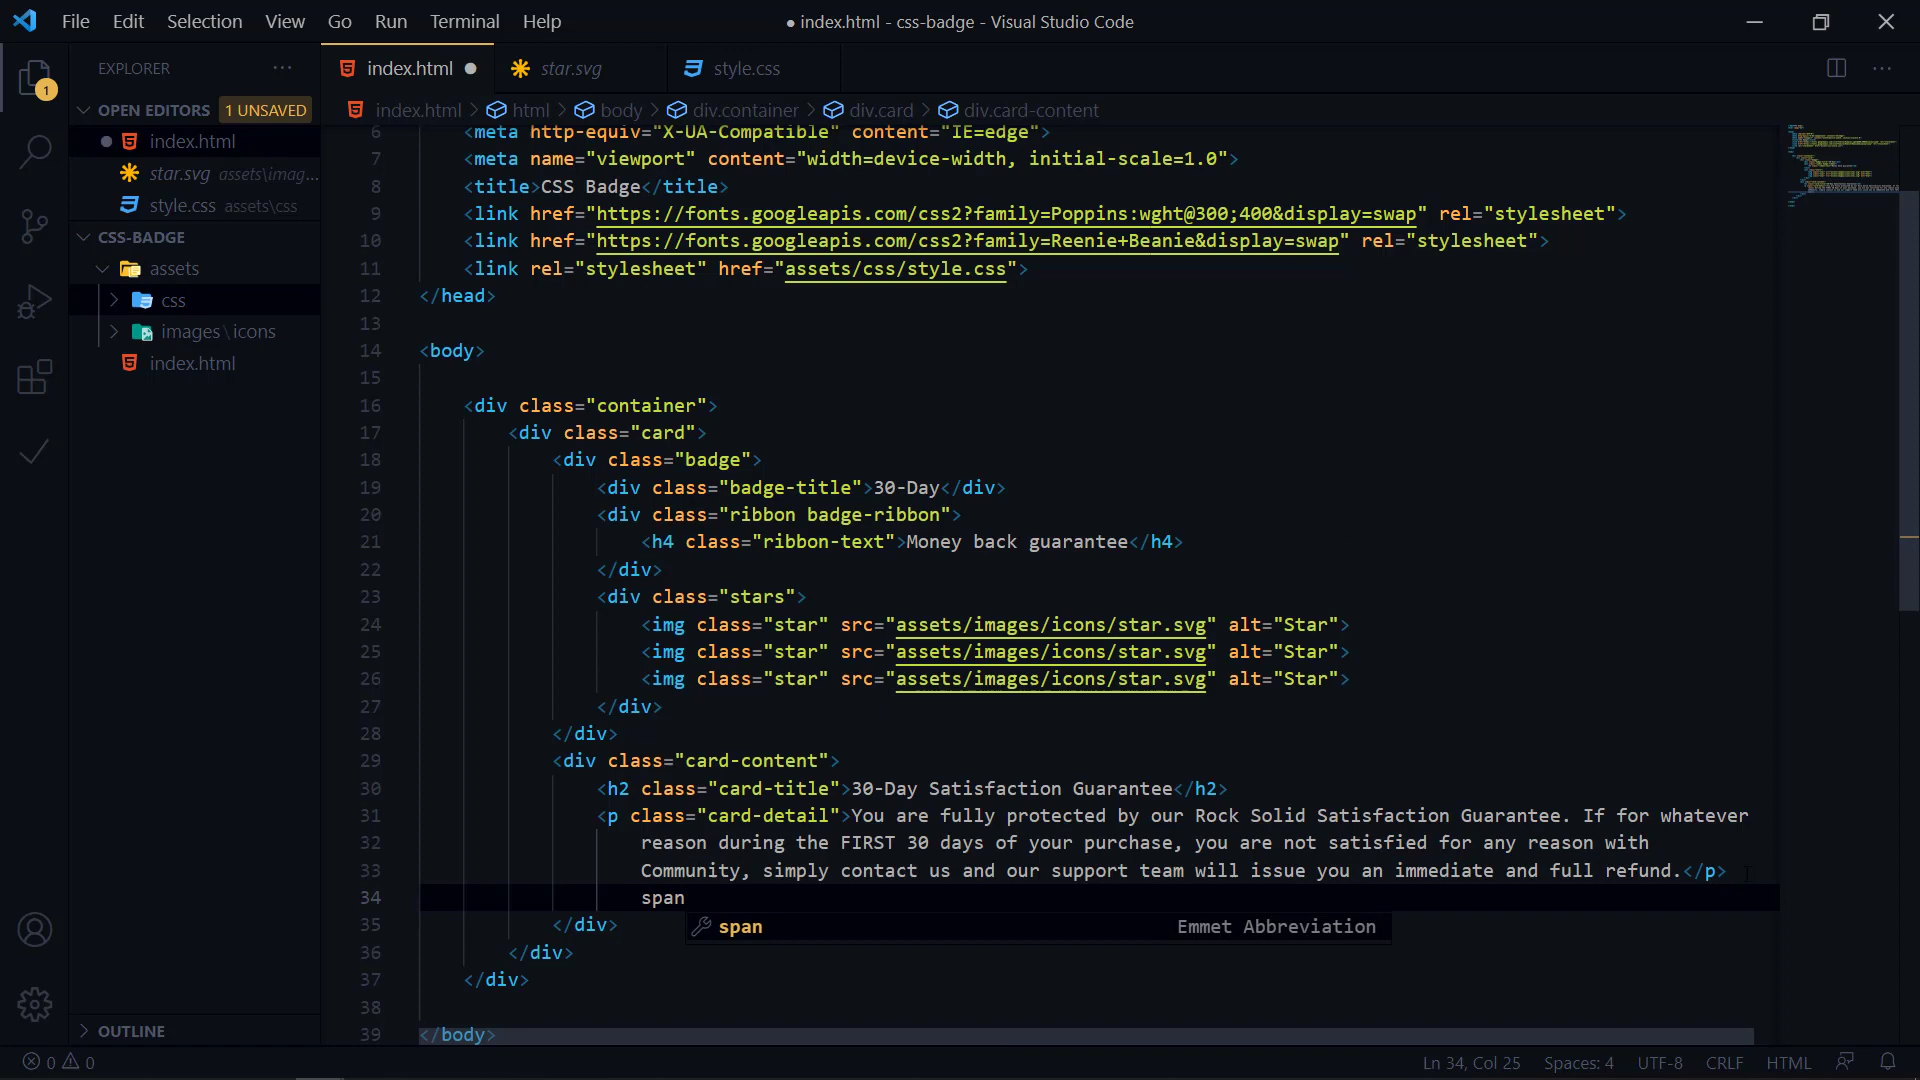 File Edit Selection View Go Run Terminal Help
● index.html - css-badge - Visual Studio Code
EXPLORER
index.html
star.svg
style.css
1
OPEN EDITORS 1 UNSAVED
index.html
star.svg assets\imag...
style.css assets\css
CSS-BADGE
assets
css
images\icons
index.html
OUTLINE
index.html > html > body > div.container > div.card > div.card-content
6 <meta http-equiv="X-UA-Compatible" content="IE=edge">
7 <meta name="viewport" content="width=device-width, initial-scale=1.0">
8 <title>CSS Badge</title>
9 <link href="https://fonts.googleapis.com/css2?family=Poppins:wght@300;400&display=swap" rel="stylesheet">
10 <link href="https://fonts.googleapis.com/css2?family=Reenie+Beanie&display=swap" rel="stylesheet">
11 <link rel="stylesheet" href="assets/css/style.css">
12 </head>
13
14 <body>
15
16 <div class="container">
17 <div class="card">
18 <div class="badge">
19 <div class="badge-title">30-Day</div>
20 <div class="ribbon badge-ribbon">
21 <h4 class="ribbon-text">Money back guarantee</h4>
22 </div>
23 <div class="stars">
24 <img class="star" src="assets/images/icons/star.svg" alt="Star">
25 <img class="star" src="assets/images/icons/star.svg" alt="Star">
26 <img class="star" src="assets/images/icons/star.svg" alt="Star">
27 </div>
28 </div>
29 <div class="card-content">
30 <h2 class="card-title">30-Day Satisfaction Guarantee</h2>
31 <p class="card-detail">You are fully protected by our Rock Solid Satisfaction Guarantee. If for whatever
32 reason during the FIRST 30 days of your purchase, you are not satisfied for any reason with
33 Community, simply contact us and our support team will issue you an immediate and full refund.</p>
34 span
span Emmet Abbreviation
35 </div>
36 </div>
37 </div>
38
39 </body>
0 0
Ln 34, Col 25 Spaces: 4 UTF-8 CRLF HTML